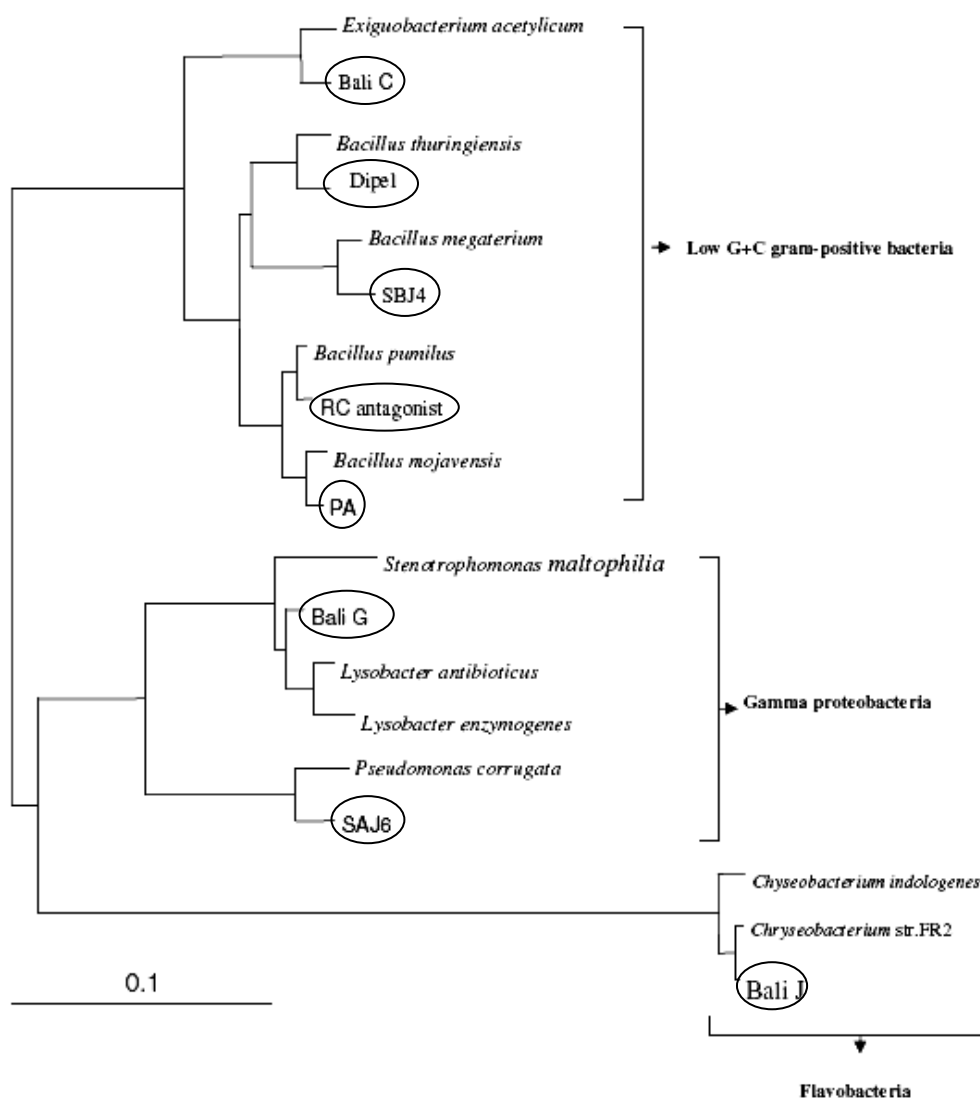 Exiguobacterium acetylicum
Bali C
Bacillus thuringiensis
Dipel
Bacillus megaterium
Low G+C gram-positive bacteria
SBJ4
Bacillus pumilus
RC antagonist
Bacillus mojavensis
PA
Stenotrophomonas maltophilia
Bali G
Lysobacter antibioticus
Gamma proteobacteria
Lysobacter enzymogenes
Pseudomonas corrugata
SAJ6
Chyseobacterium indologenes
Chryseobacterium str.FR2
Bali J
0.1
Flavobacteria